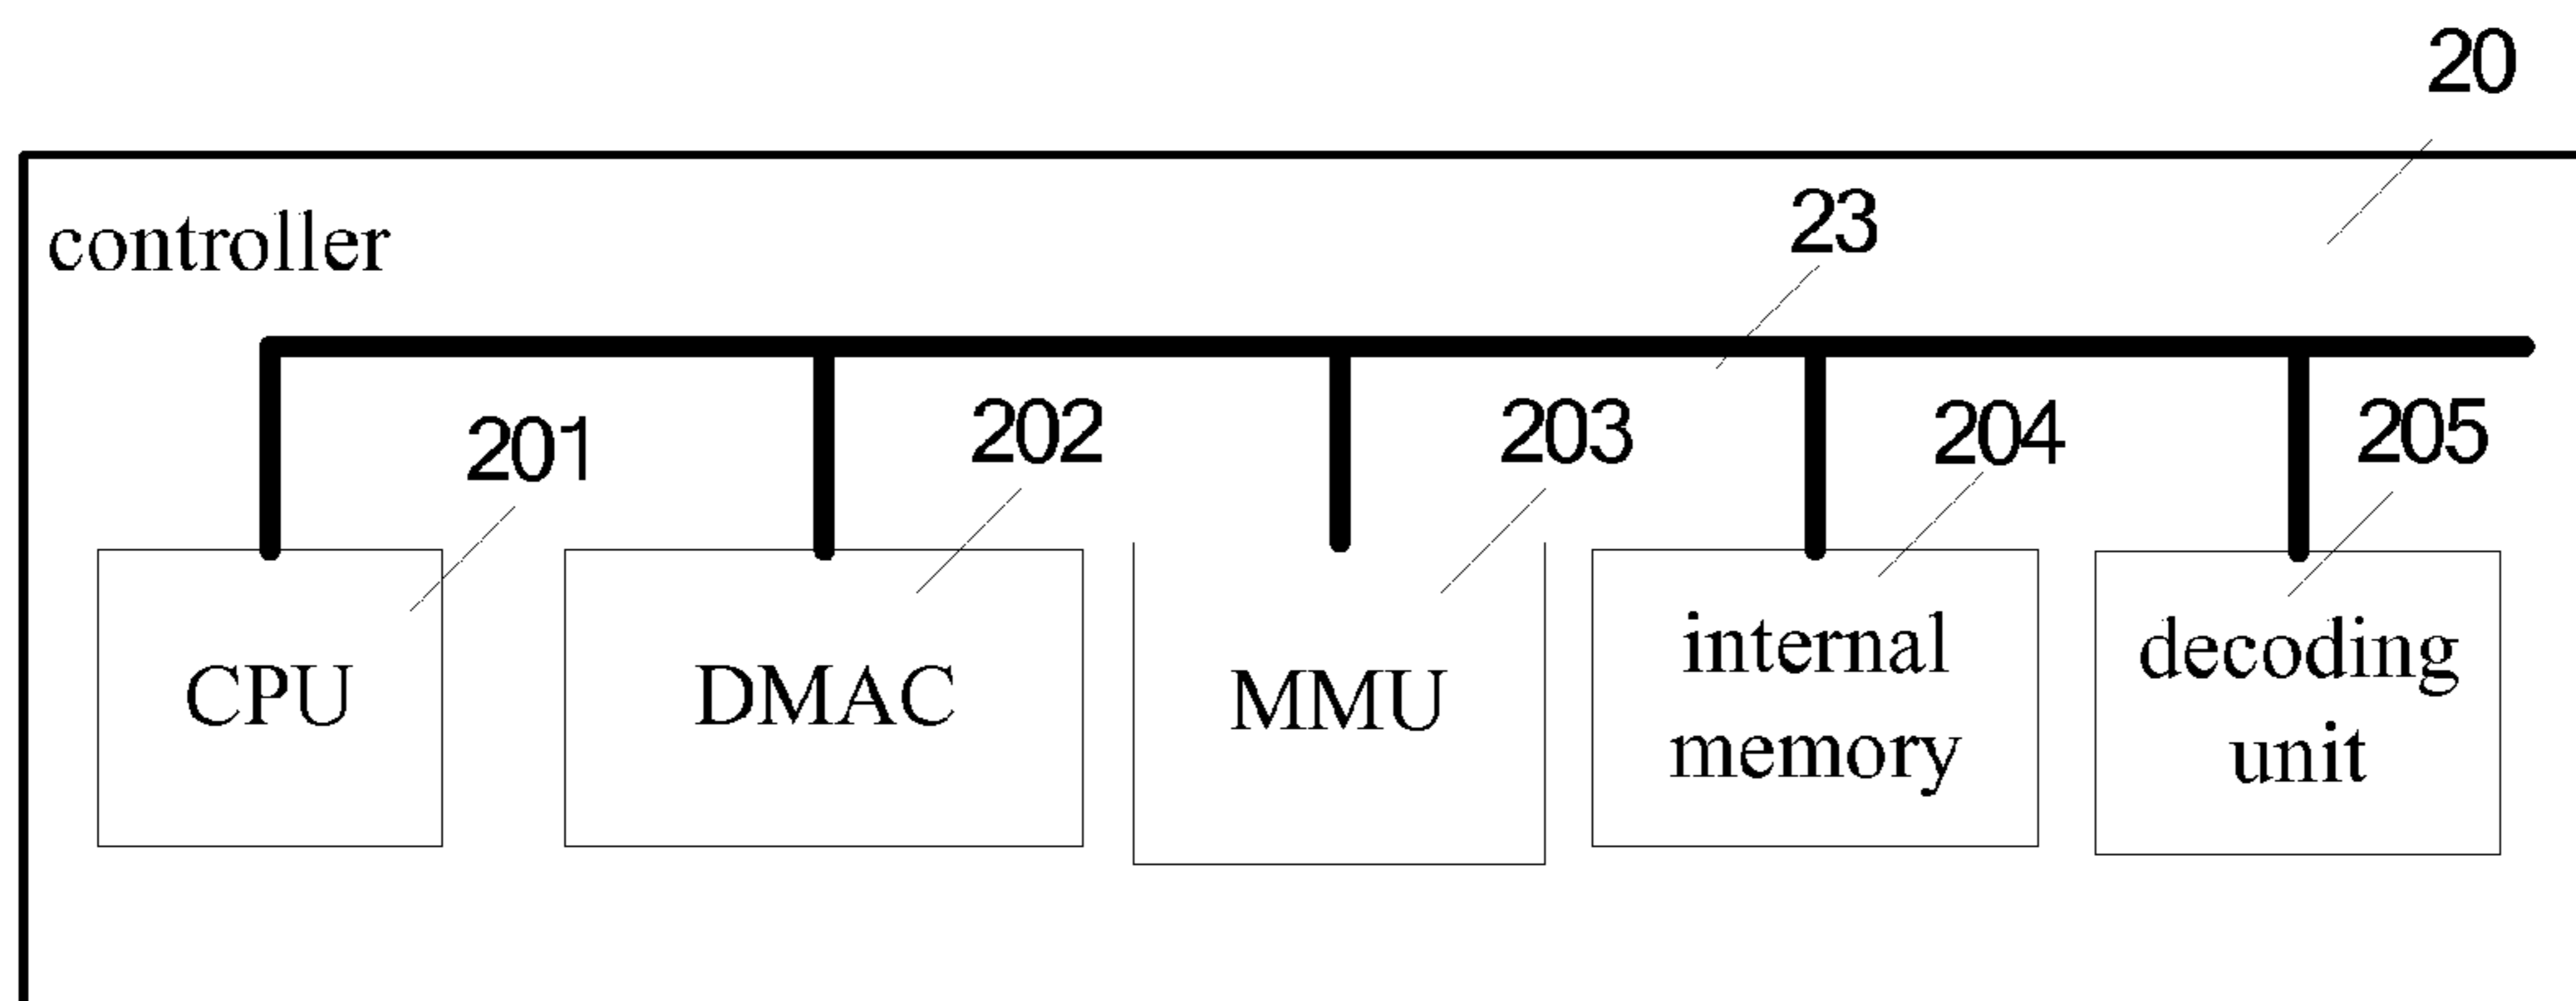 20
controller
23
201
202
203
204
205
CPU
DMAC
MMU
internal
memory
decoding
unit